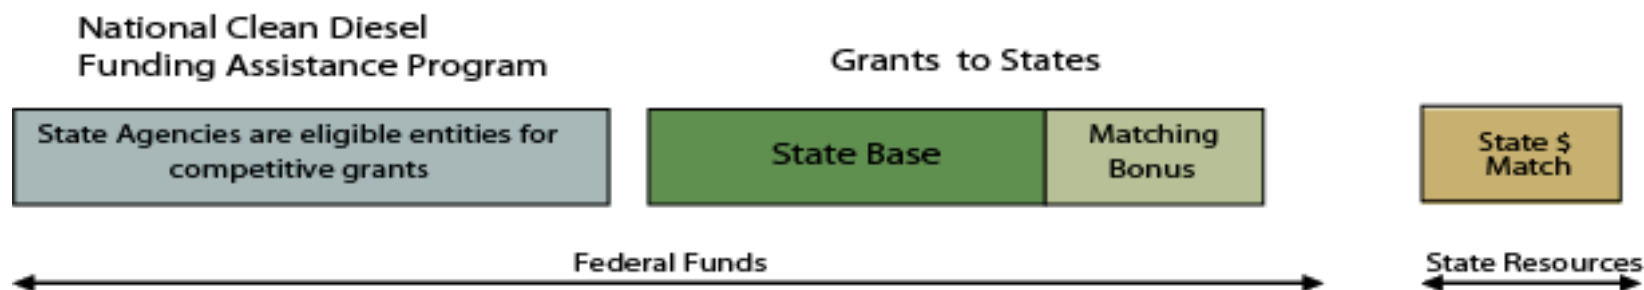 National Clean Diesel
Funding Assistance Program
Grants to States
State Agencies are eligible entities for
competitive grants
State Base
Matching
Bonus
State $
Match
Federal Funds
State Resources